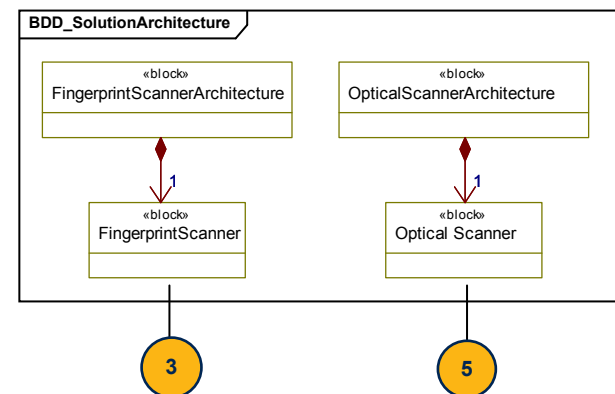 BDD_SolutionArchitecture
«block»
FingerprintScannerArchitecture
«block»
OpticalScannerArchitecture
1
1
«block»
FingerprintScanner
«block»
Optical Scanner
3
5